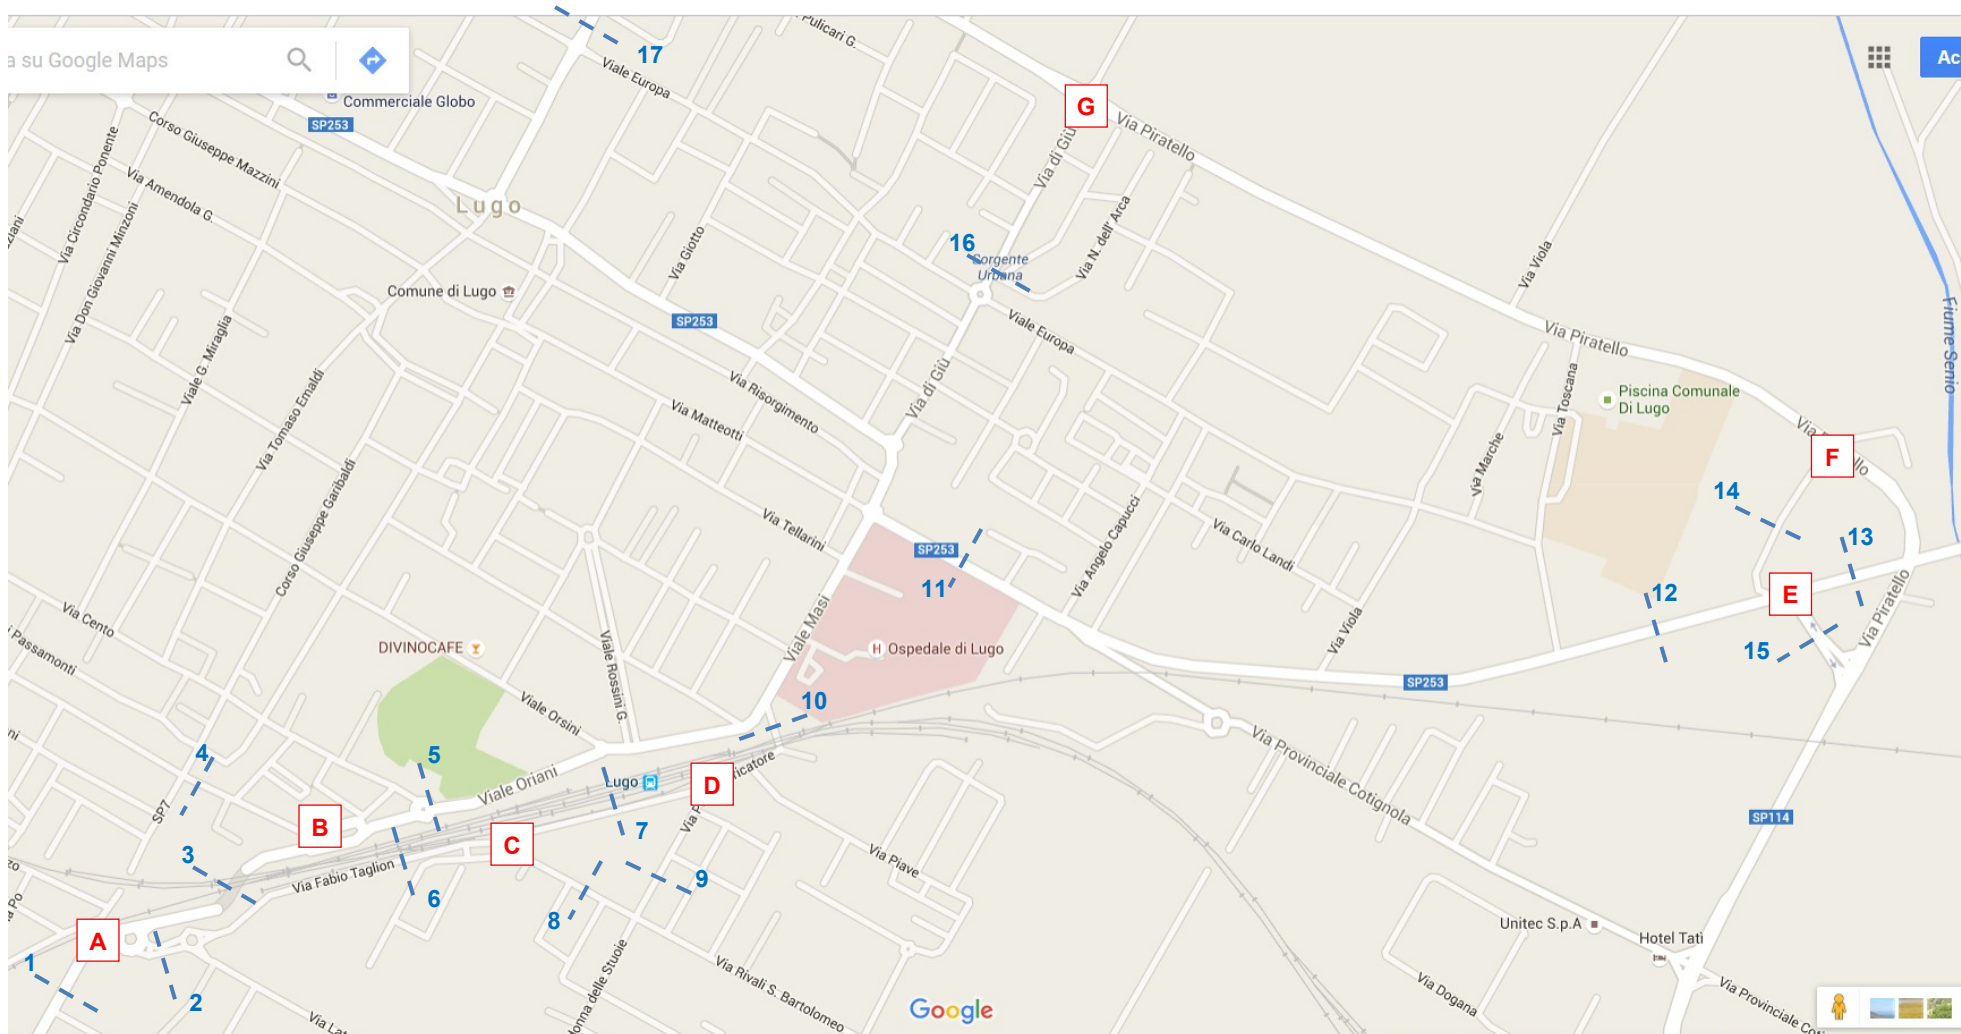 a su Google Maps
Ac
17
Pulicari G.
Viale Europa
Commerciale Globo
SP253
G
Via Piratello
Corso Giuseppe Mazzini
Via Circondario Ponente
Via Amendola G.
Via di Giù
Lugo
Via Don Giovanni Minzoni
Via Giotto
Via N. dell' Arca
16
Sorgente
Urbana
Via Viola
Comune di Lugo
SP253
Viale Europa
Via Piratello
Fiume Senio
Viale G. Miraglia
Via di Giù
Via Risorgimento
Via Matteotti
Via Tomaso Emaldi
Via Toscana
Piscina Comunale
Di Lugo
F
Via Marche
Corso Giuseppe Garibaldi
14
13
Via Tellarini
SP253
Via Angelo Capucci
Via Carlo Landi
11
12
E
Via Cento
Passamonti
DIVINOCAFE
Viale Rossini G.
Viale Masi
Ospedale di Lugo
Via Viola
15
Via Piratello
SP253
Viale Orsini
10
4
5
Viale Oriani
Lugo
D
Via Provinciale Cotignola
SP7
B
7
C
SP114
3
Via Fabio Taglion
Via Piave
9
6
8
A
Unitec S.p.A
Hotel Tatì
1
2
Via Rivali S. Bartolomeo
Via Dogana
Via Provinciale
Google